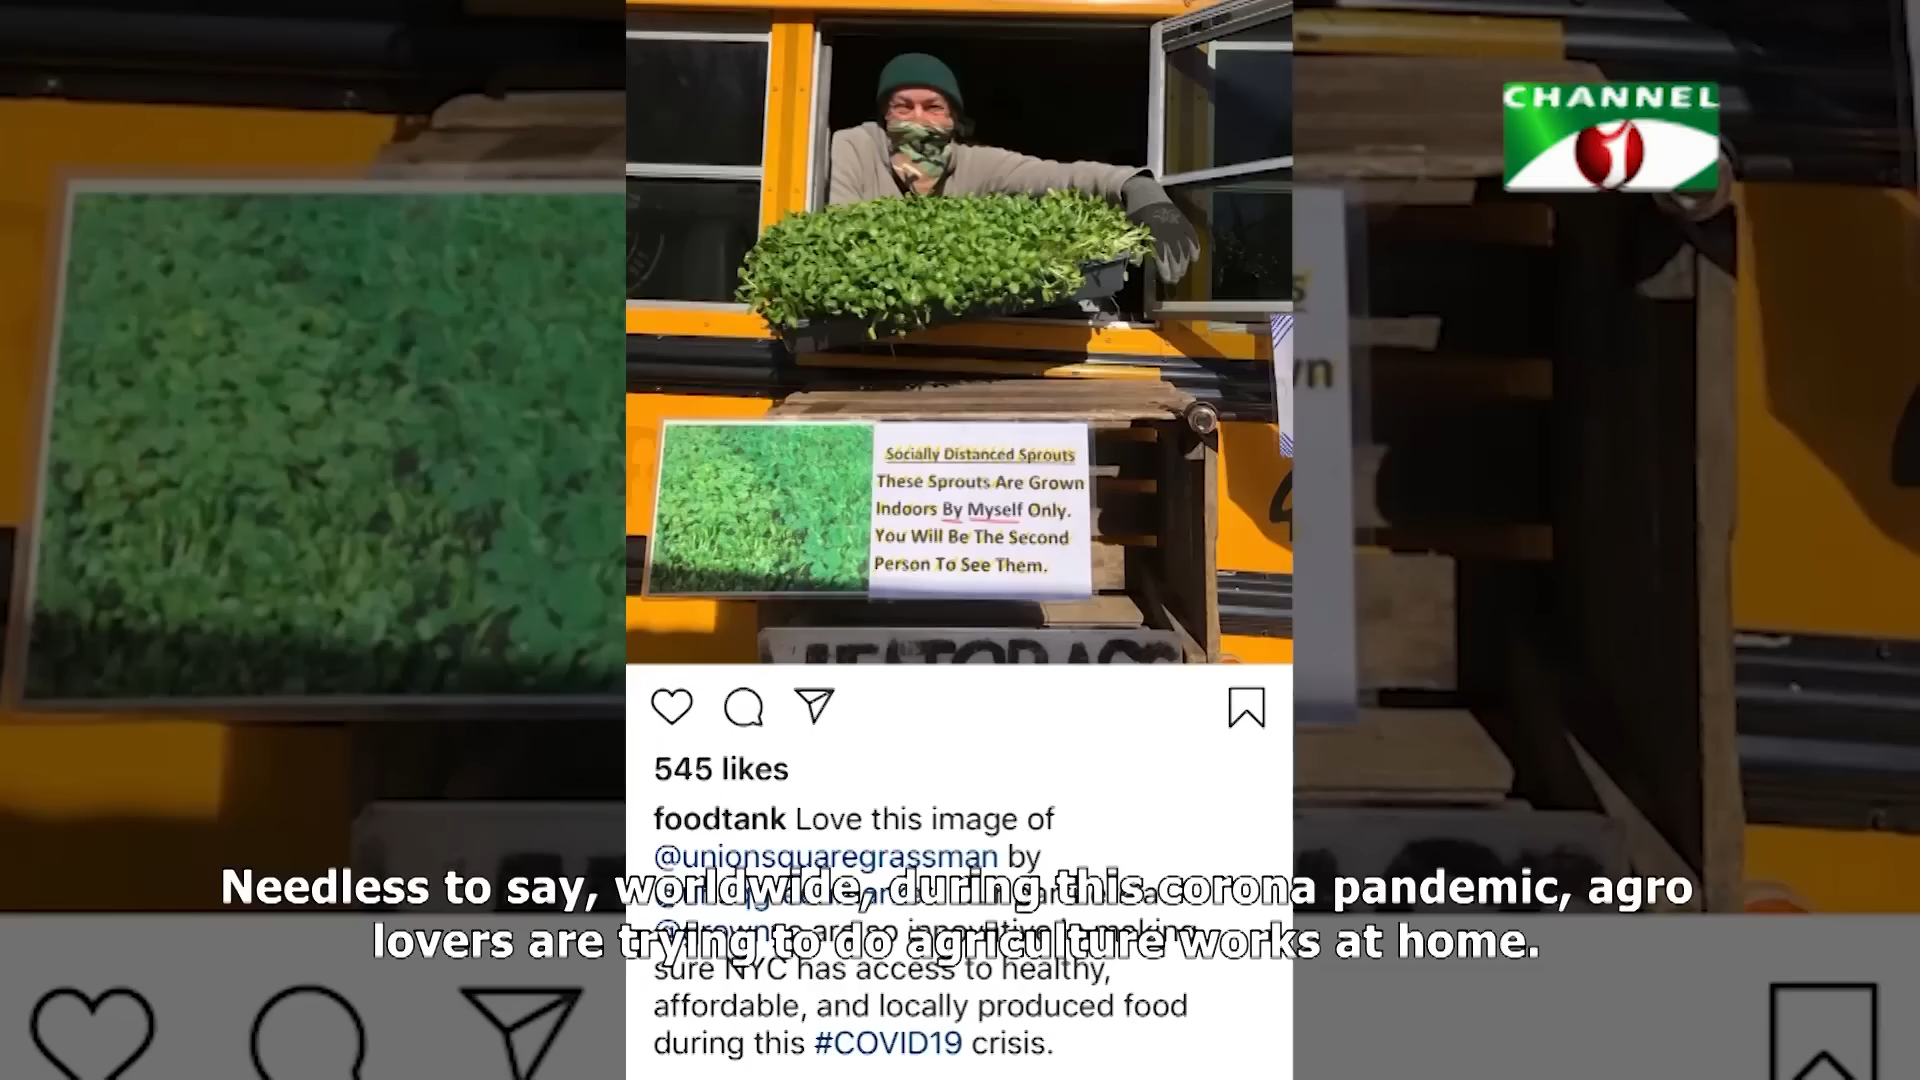 CHANNEL
1
Socially Distanced Sprouts
These Sprouts Are Grown
Indoors By Myself Only.
You Will Be The Second
Person To See Them.
545 likes
foodtank Love this image of
@unionsquaregrassman by
sure NYC has access to healthy,
affordable, and locally produced food
during this #COVID19 crisis.
Needless to say, worldwide, during this corona pandemic, agro
lovers are trying to do agriculture works at home.